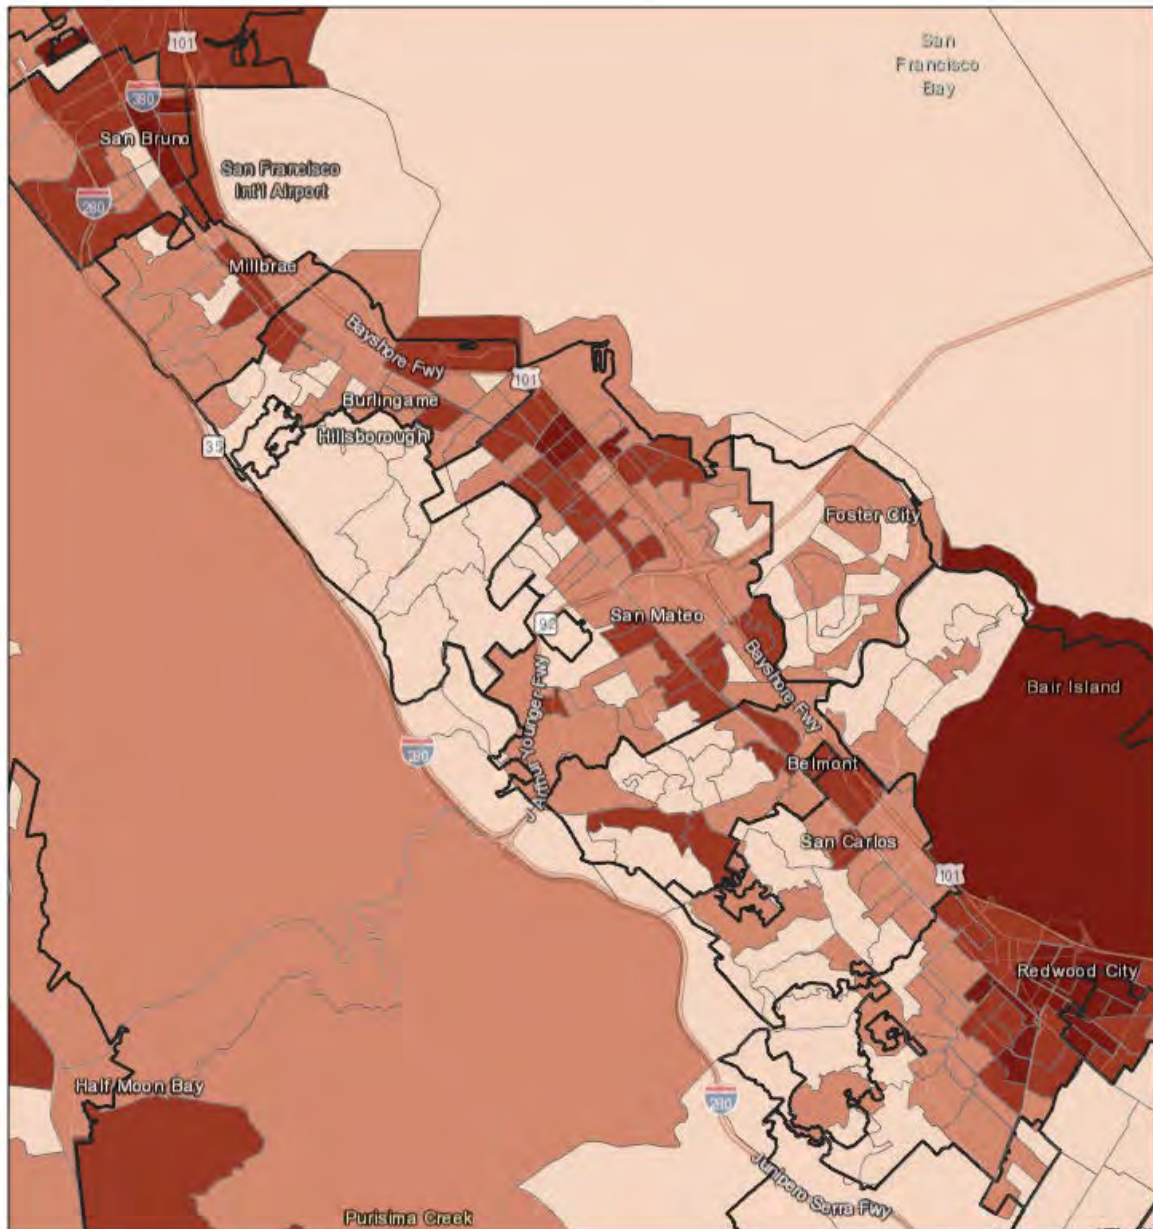 San
Francisco
Bay
101
380
San Bruno
San Francisco
Int'l Airport
280
Millbrae
Bayshore Fwy
101
Burlingame
Hillsborough
35
Foster City
92
San Mateo
Bayshore Fwy
Bair Island
J Arthur Younger Fwy
280
Belmont
San Carlos
101
Redwood City
Half Moon Bay
280
Junipero Serra Fwy
Purisima Creek